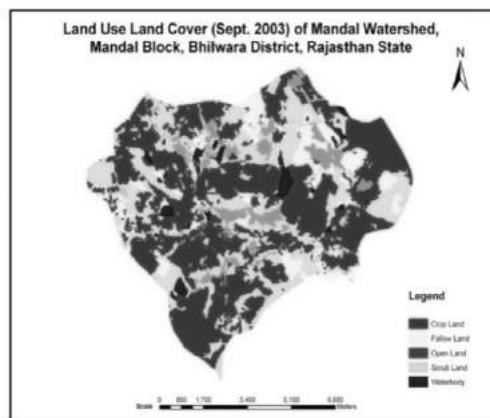 Land Use Land Cover (Sept. 2003) of Mandal Watershed,
Mandal Block, Bhilwara District, Rajasthan State
N
Legend
Crop Land
Fallow Land
Open Land
Scrub Land
Waterbody
Scale 0 850 1,700 3,400 5,100 6,800
Meters